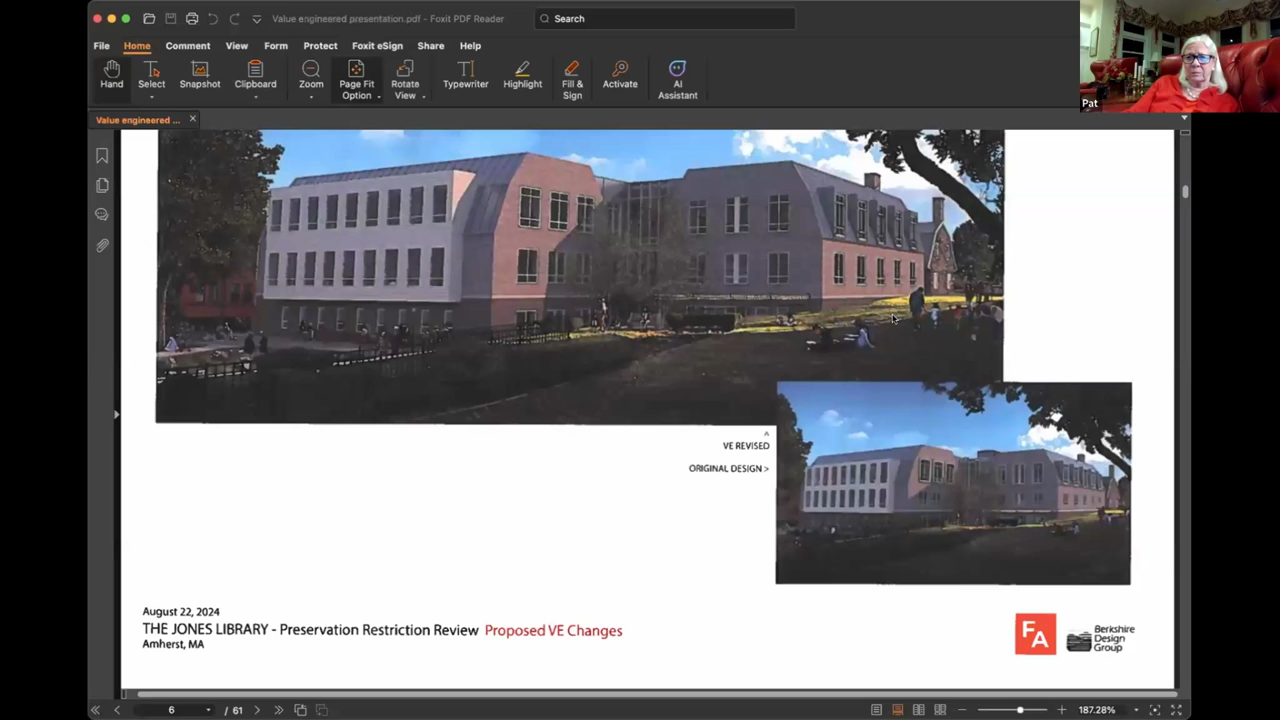 Value engineered presentation.pdf - Foxit PDF Reader
Search
File Home Comment View Form Protect Foxit eSign Share Help
Hand
Select
Snapshot
Clipboard
Zoom
Page Fit
Option
Rotate
View
Typewriter
Highlight
Fill &
Sign
Activate
AI
Assistant
Pat
Value engineered ...
VE REVISED
ORIGINAL DESIGN >
August 22, 2024
THE JONES LIBRARY - Preservation Restriction Review Proposed VE Changes
Amherst, MA
F
A
Berkshire
Design
Group
6 / 61
187.28%